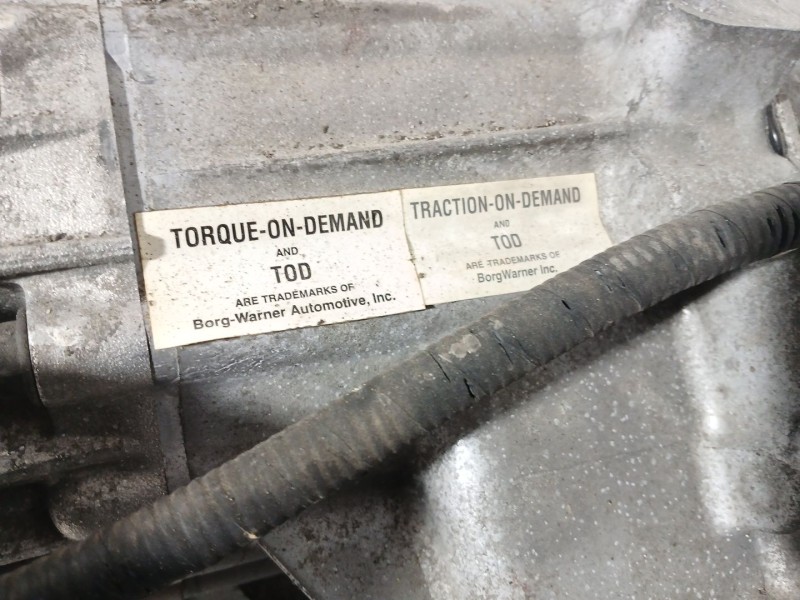 TORQUE-ON-DEMAND
AND
TOD
ARE TRADEMARKS OF
Borg-Warner Automotive, Inc.
TRACTION-ON-DEMAND
AND
TOD
ARE TRADEMARKS OF
BorgWarner Inc.